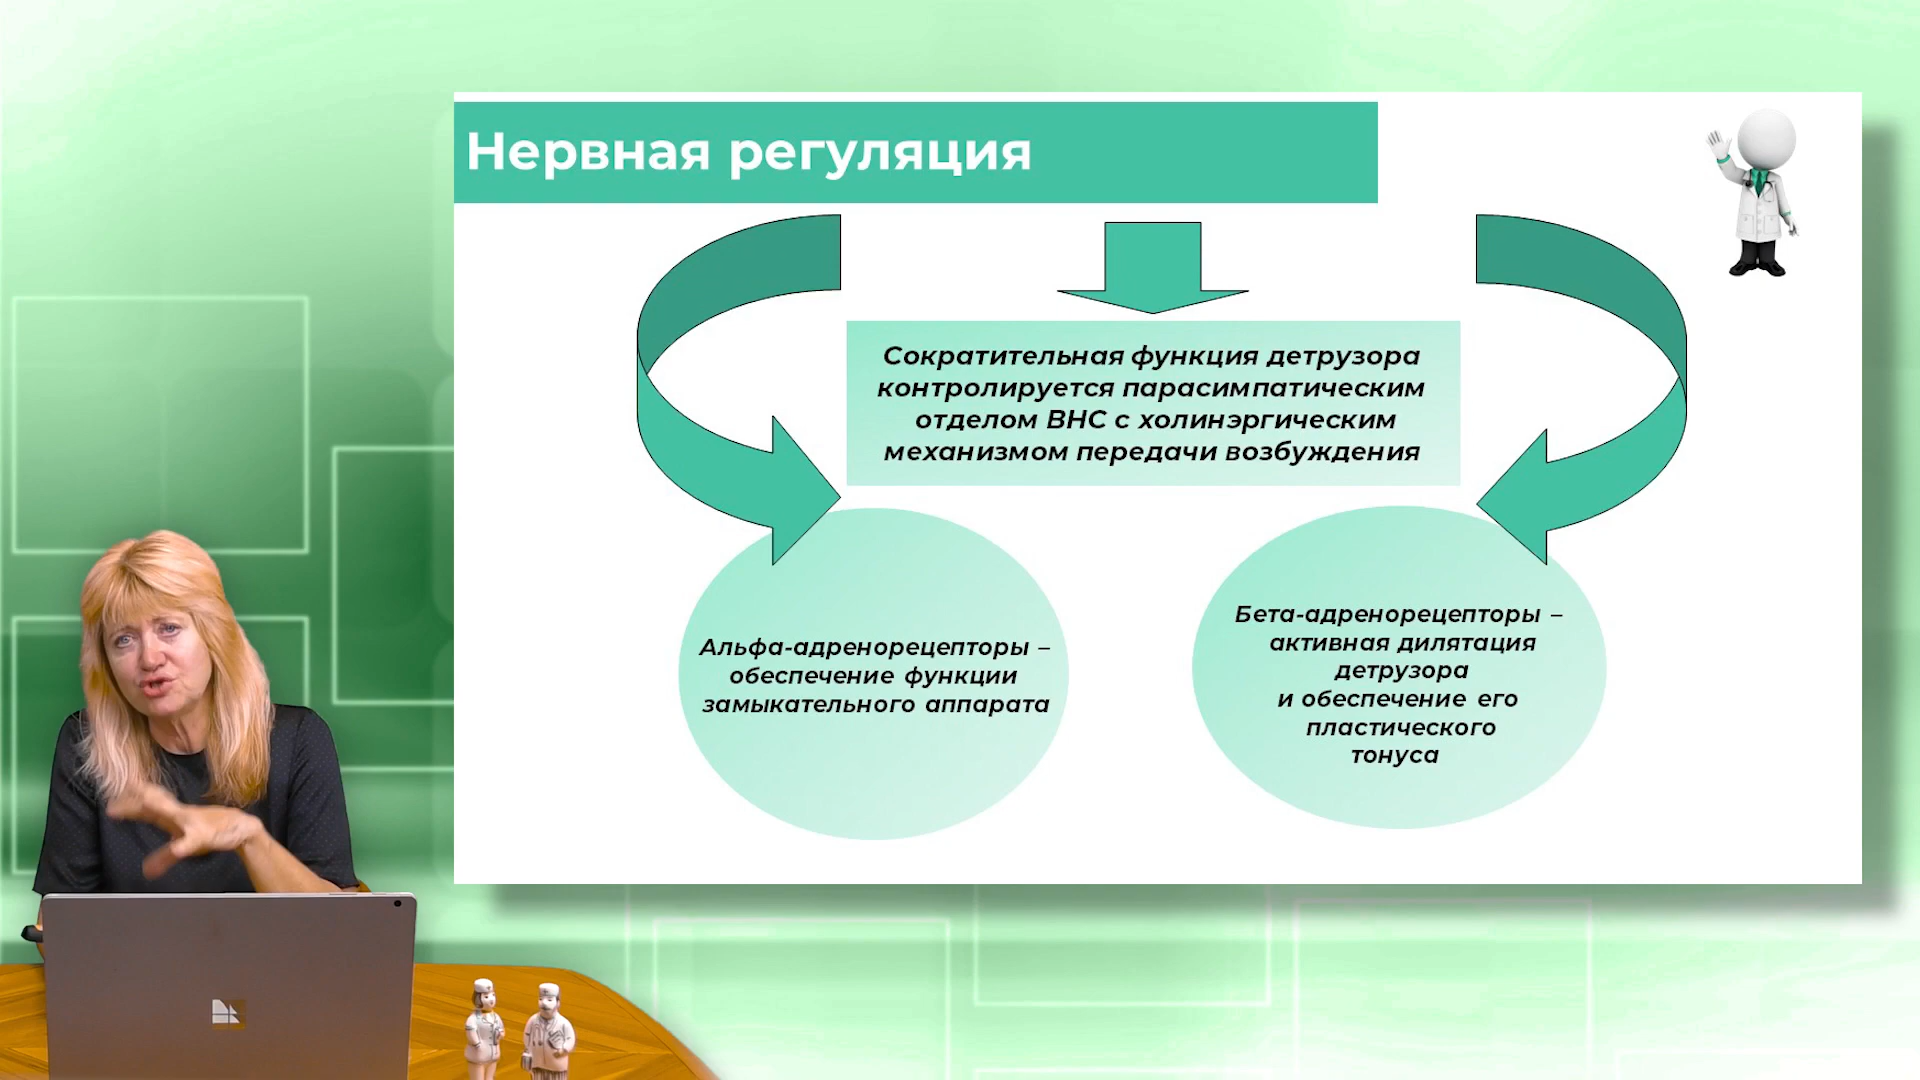 Нервная регуляция
Сократительная функция детрузора
контролируется парасимпатическим
отделом ВНС с холинэргическим
механизмом передачи возбуждения
Альфа-адренорецепторы –
обеспечение функции
замыкательного аппарата
Бета-адренорецепторы –
активная дилятация
детрузора
и обеспечение его
пластического
тонуса